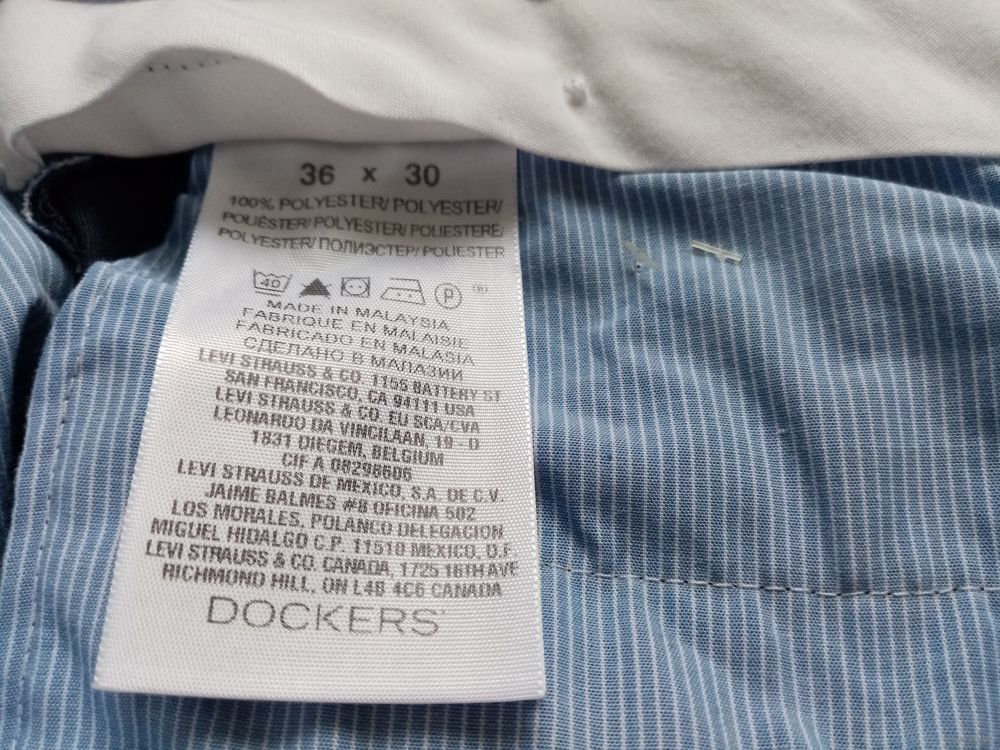 36 x 30
100% POLYESTER/ POLYESTER/
POLIÉSTER/ POLYESTER/ POLIESTERE/
POLYESTER/ ПОЛИЭСТЕР/ POLIESTER
40 P
MADE IN MALAYSIA
FABRIQUE EN MALAISIE
FABRICADO EN MALASIA
СДЕЛАНО В МАЛАЗИИ
LEVI STRAUSS & CO. 1155 BATTERY ST
SAN FRANCISCO, CA 94111 USA
LEVI STRAUSS & CO. EU SCA/CVA
LEONARDO DA VINCILAAN, 19 - D
1831 DIEGEM, BELGIUM
CIF A 08298606
LEVI STRAUSS DE MEXICO, S.A. DE C.V.
JAIME BALMES #8 OFICINA 502
LOS MORALES, POLANCO DELEGACION
MIGUEL HIDALGO C.P. 11510 MEXICO, D.F
LEVI STRAUSS & CO. CANADA, 1725 16TH AVE
RICHMOND HILL, ON L4B 4C6 CANADA
DOCKERS